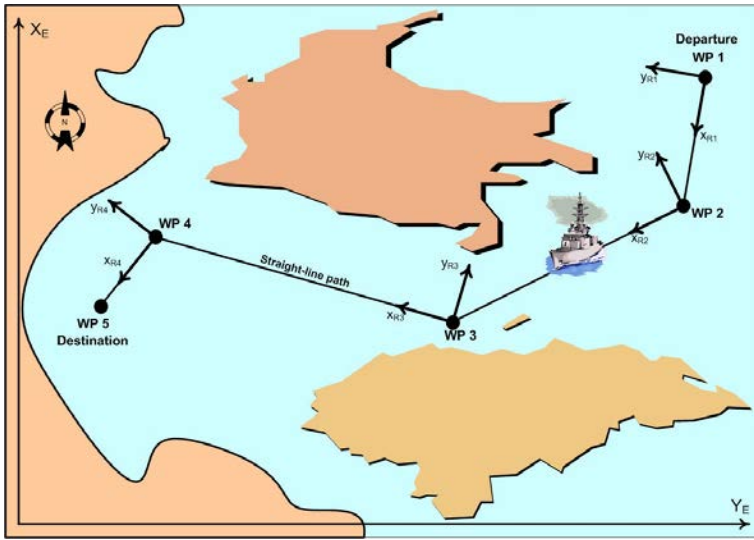 X_E
Departure
WP 1
y_R1
N
x_R1
y_R2
WP 2
y_R4
WP 4
x_R2
y_R3
x_R4
Straight-line path
WP 5
x_R3
WP 3
Destination
Y_E